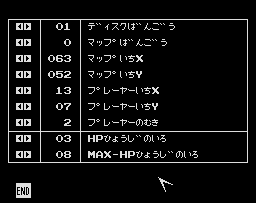 01 ディスクばんごう
0 マップばんごう
063 マップいちX
052 マップいちY
13 プレーヤーいちX
07 プレーヤーいちY
2 プレーヤーのむき
03 HPひょうじのいろ
08 MAX-HPひょうじのいろ
END